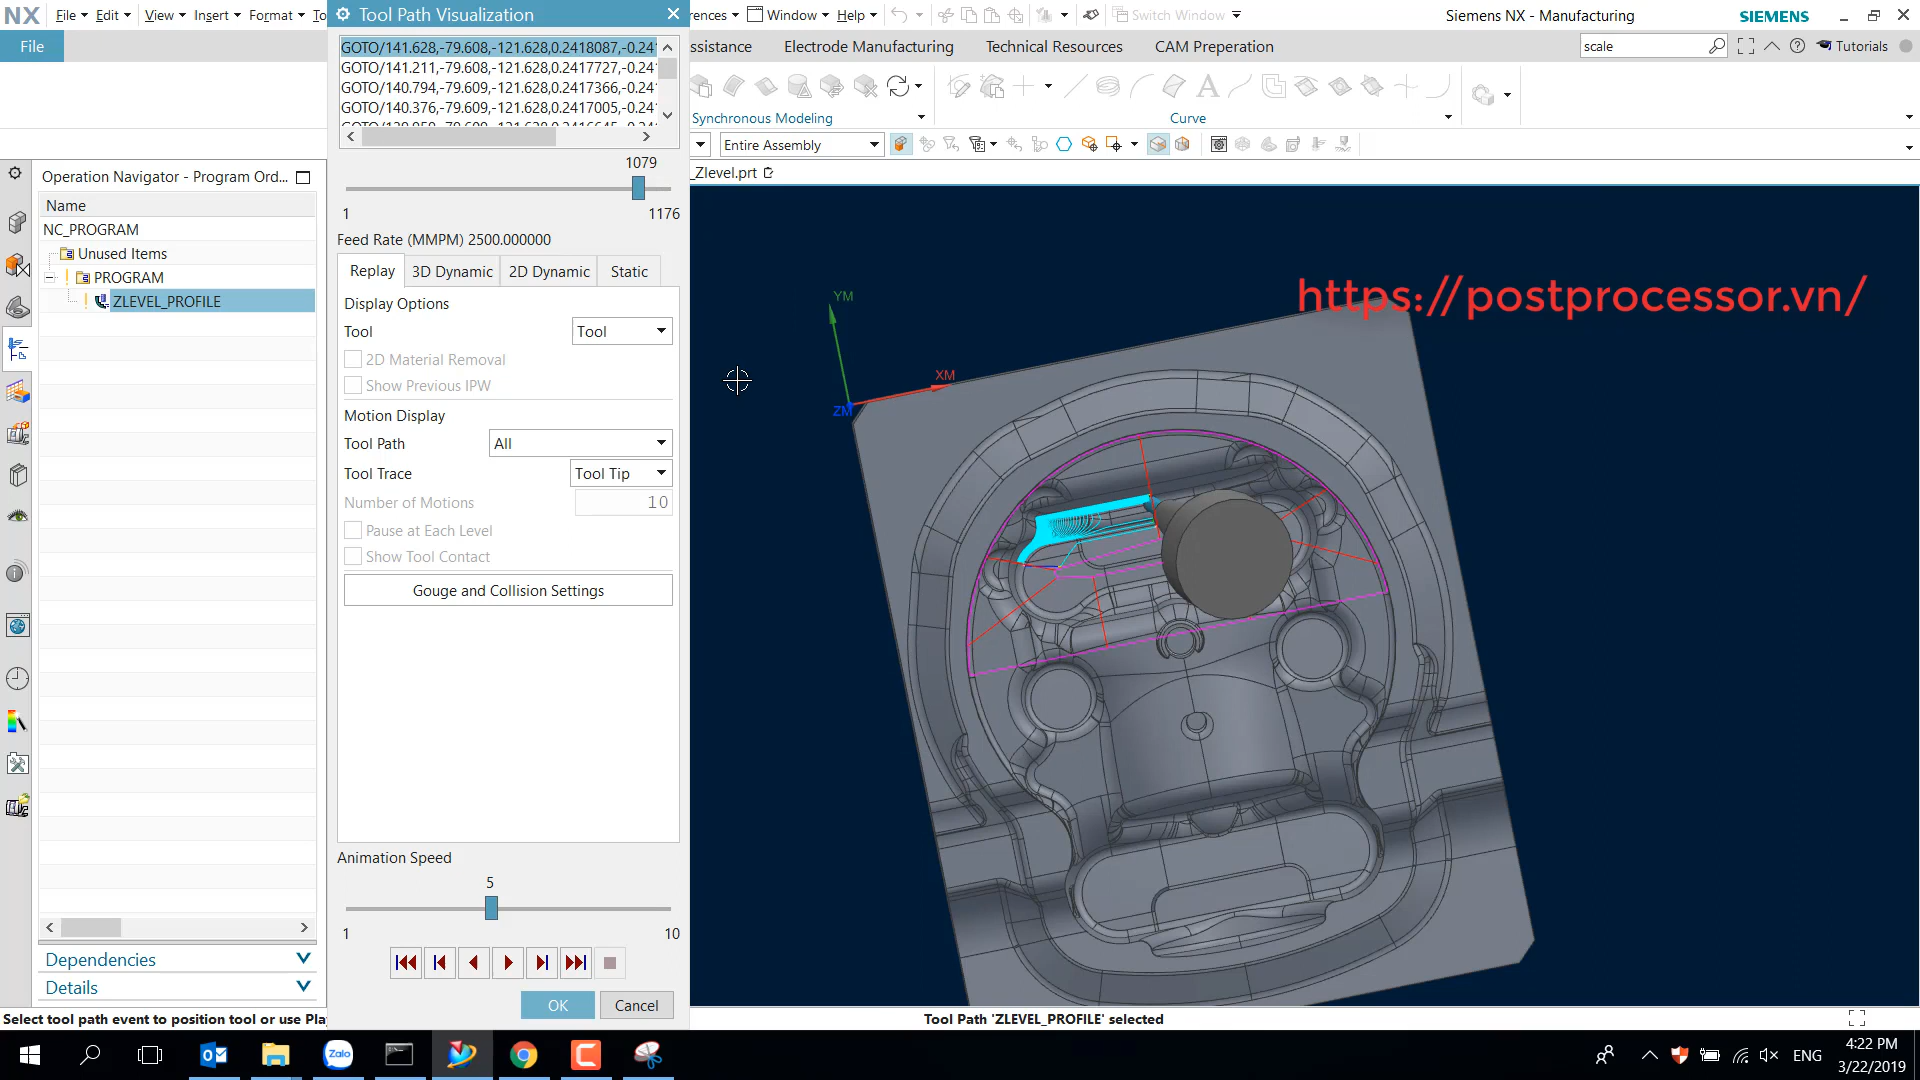 NX
File
Edit
View
Insert
Format
Tool Path Visualization
Window
Help
Switch Window
Siemens NX - Manufacturing
SIEMENS
File
Electrode Manufacturing
Technical Resources
CAM Preperation
scale
Tutorials
GOTO/141.628,-79.608,-121.628,0.2418087,-0.24
GOTO/141.211,-79.608,-121.628,0.2417727,-0.24
GOTO/140.794,-79.609,-121.628,0.2417366,-0.24
GOTO/140.376,-79.609,-121.628,0.2417005,-0.24
Synchronous Modeling
Curve
Entire Assembly
_Zlevel.prt
1079
1
1176
Feed Rate (MMPM) 2500.000000
Replay
3D Dynamic
2D Dynamic
Static
Display Options
Tool
Tool
2D Material Removal
Show Previous IPW
Motion Display
Tool Path
All
Tool Trace
Tool Tip
Number of Motions
10
Pause at Each Level
Show Tool Contact
Gouge and Collision Settings
Animation Speed
5
1
10
OK
Cancel
Operation Navigator - Program Ord...
Name
NC_PROGRAM
Unused Items
PROGRAM
ZLEVEL_PROFILE
Dependencies
Details
https://postprocessor.vn/
YM
XM
ZM
Select tool path event to position tool or use Pla
Tool Path 'ZLEVEL_PROFILE' selected
Zalo
ENG
4:22 PM
3/22/2019